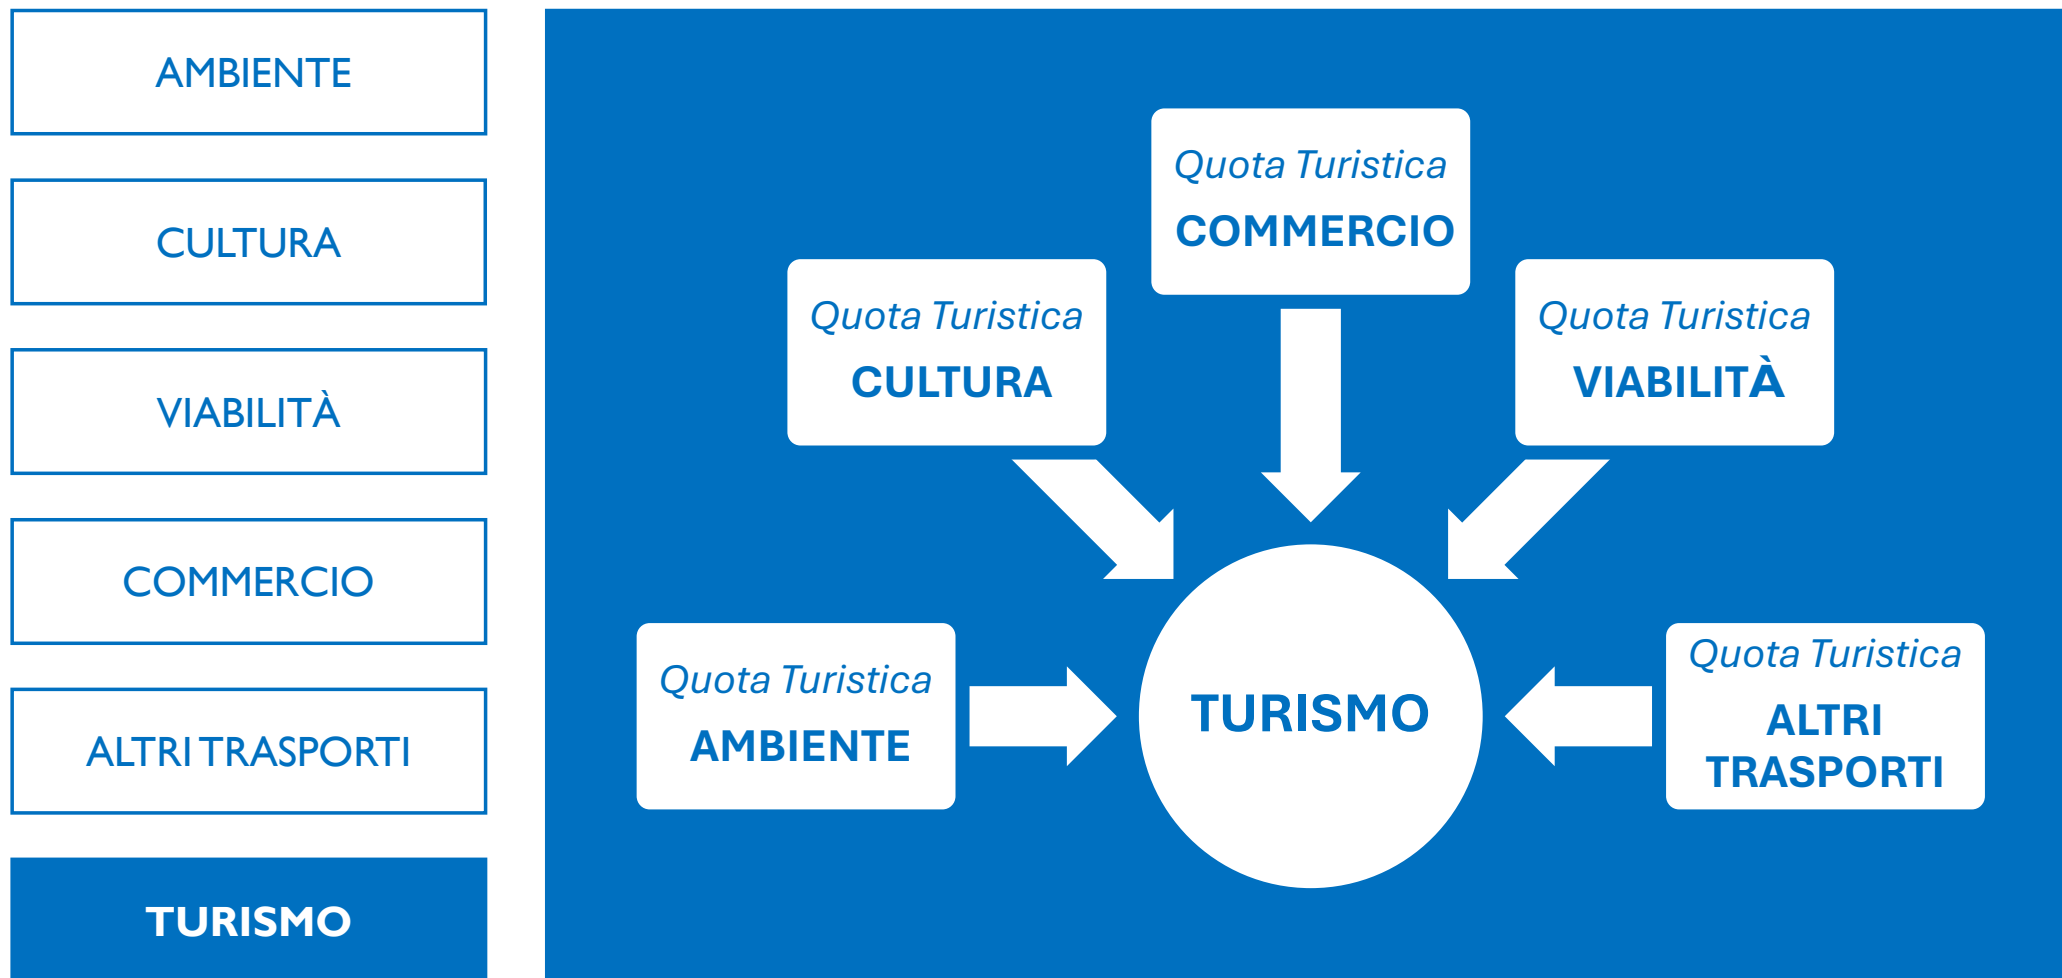 AMBIENTE
CULTURA
VIABILITÀ
COMMERCIO
ALTRI TRASPORTI
TURISMO
Quota Turistica
COMMERCIO
Quota Turistica
CULTURA
Quota Turistica
VIABILITÀ
Quota Turistica
AMBIENTE
TURISMO
Quota Turistica
ALTRI
TRASPORTI